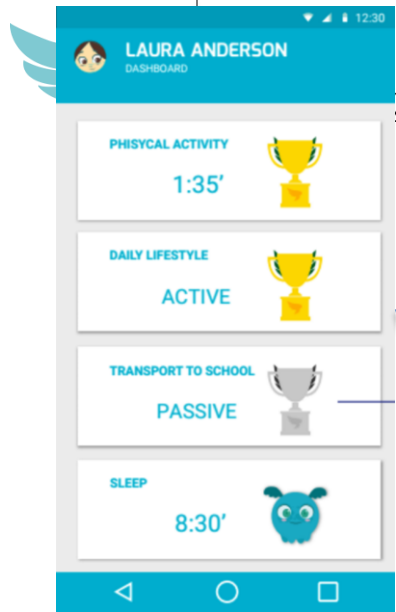 12:30
LAURA ANDERSON
DASHBOARD
PHISYCAL ACTIVITY
1:35’
DAILY LIFESTYLE
ACTIVE
TRANSPORT TO SCHOOL
PASSIVE
SLEEP
8:30’